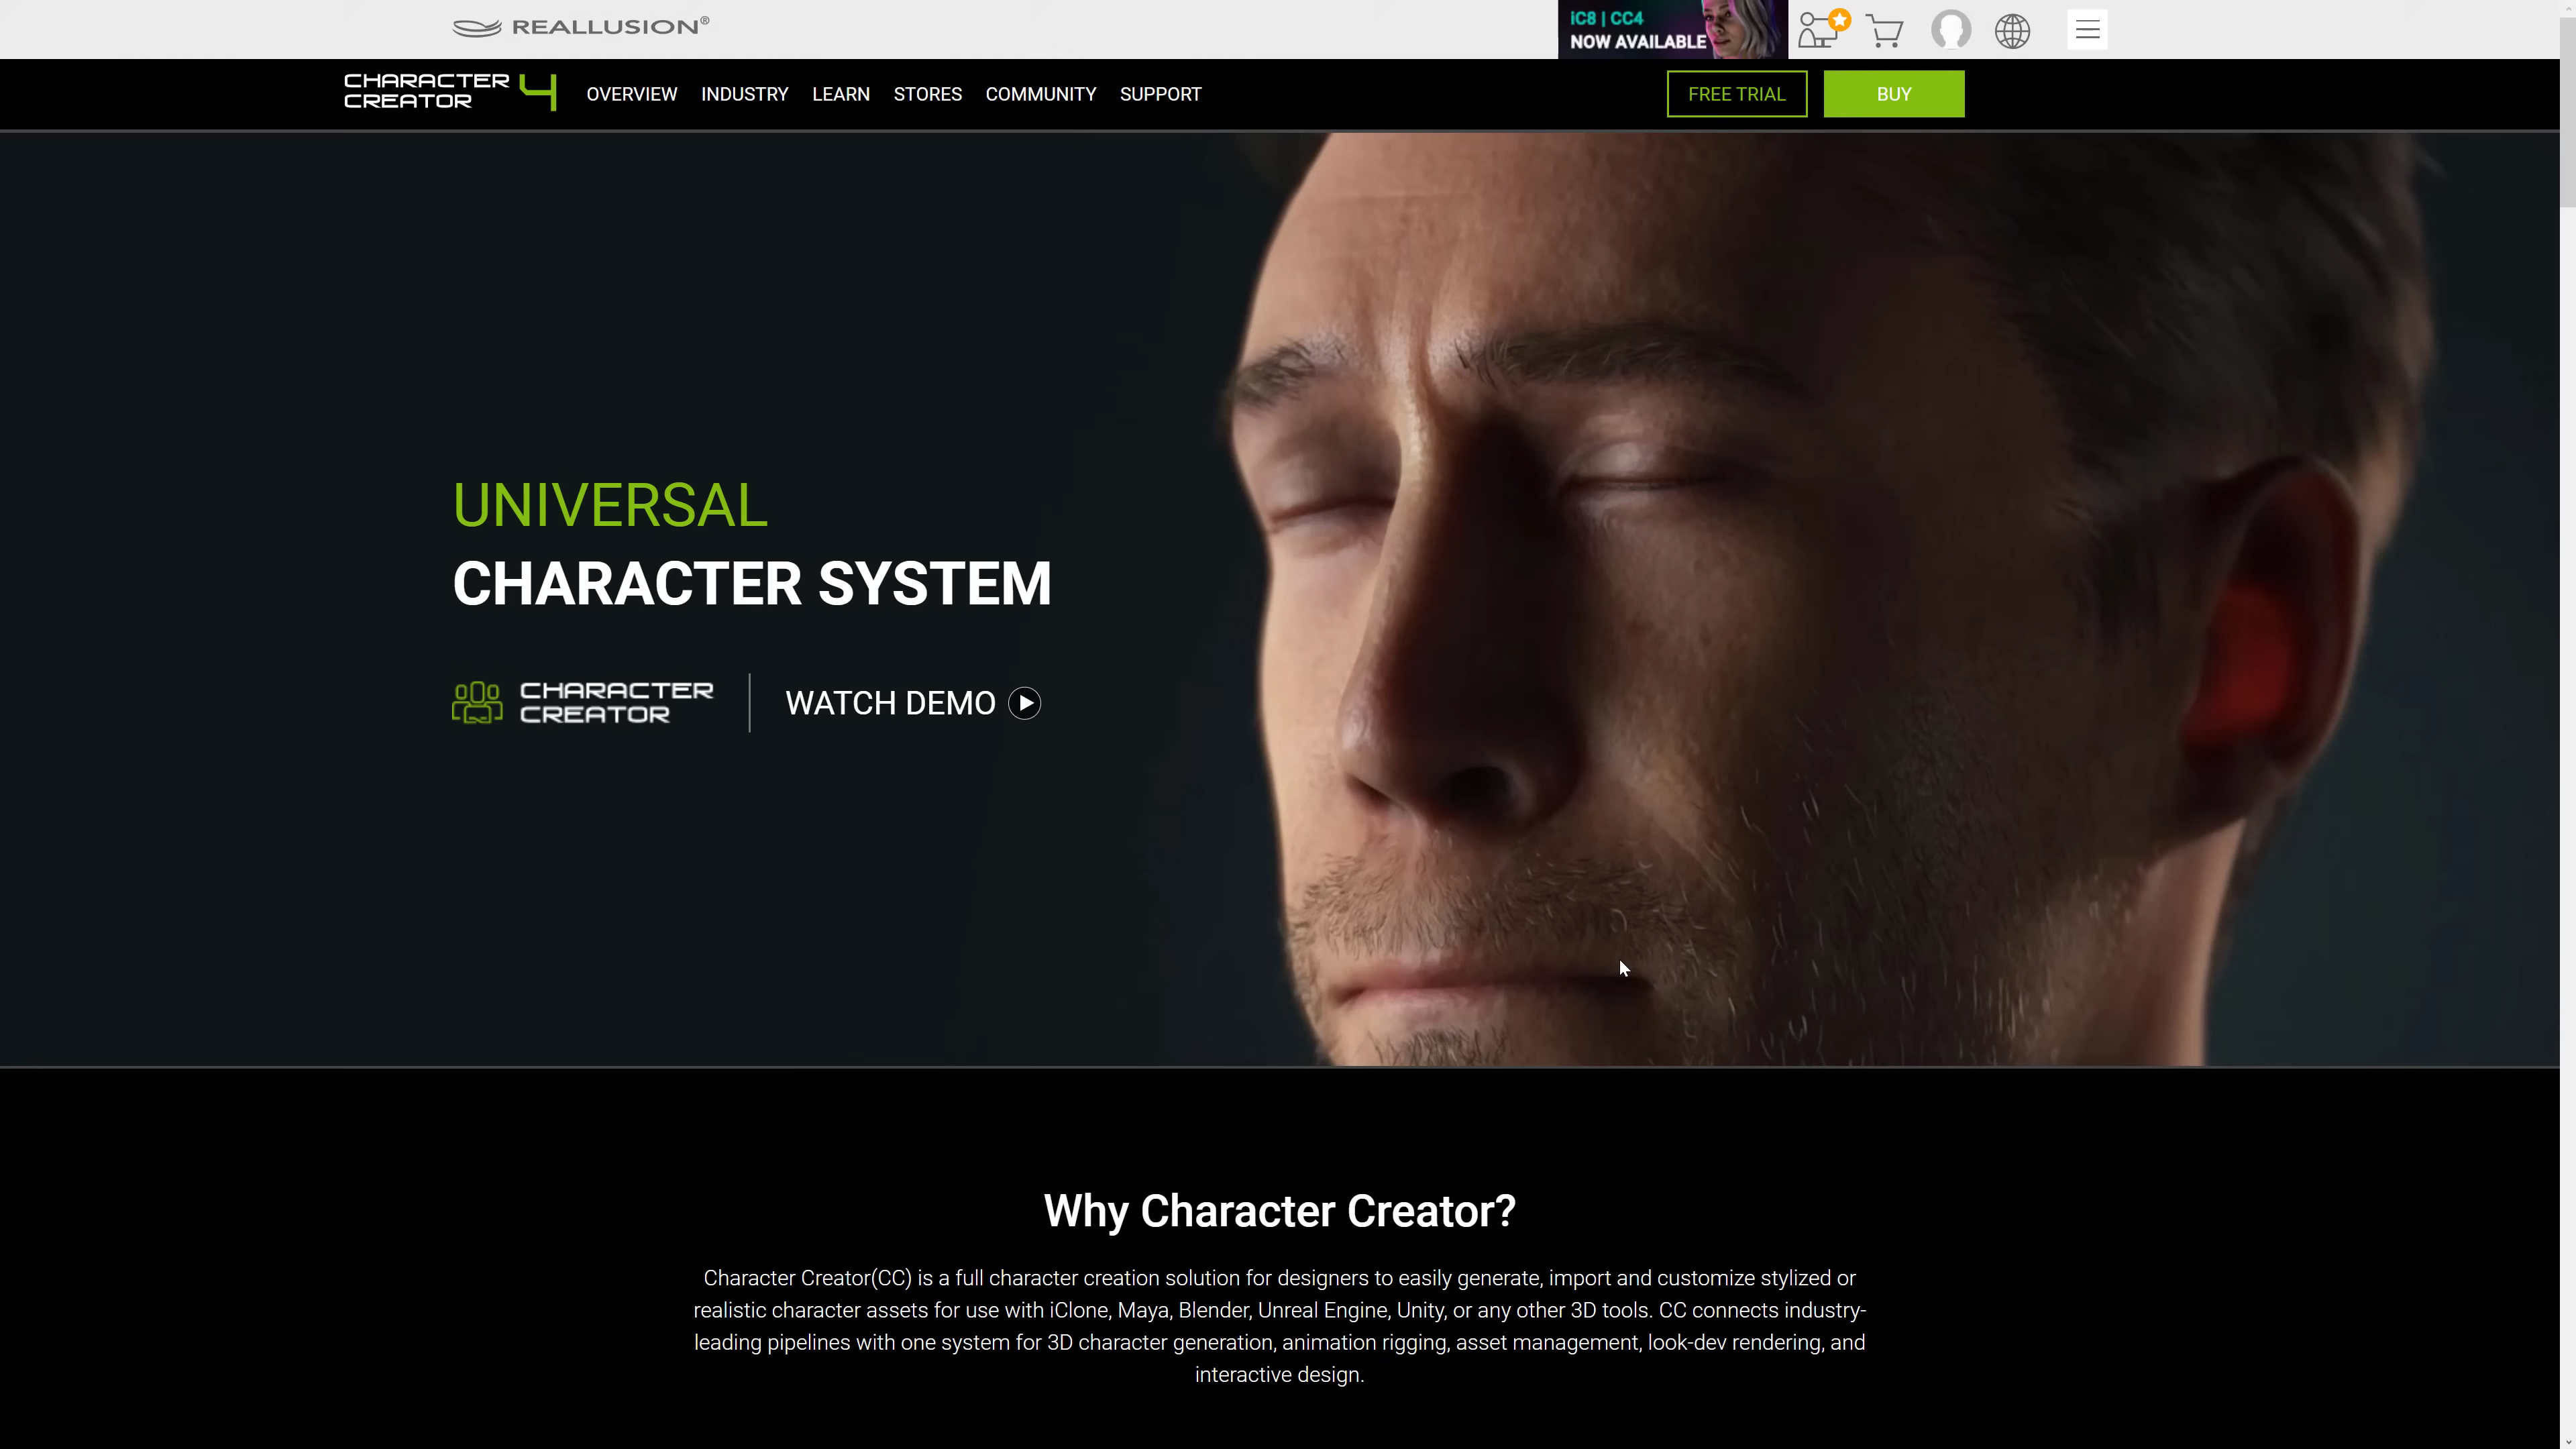 REALLUSION®
iC8 | CC4
NOW AVAILABLE
CHARACTER
CREATOR 4
OVERVIEW INDUSTRY LEARN STORES COMMUNITY SUPPORT
FREE TRIAL BUY
UNIVERSAL
CHARACTER SYSTEM
CHARACTER
CREATOR
WATCH DEMO
Why Character Creator?
Character Creator(CC) is a full character creation solution for designers to easily generate, import and customize stylized or
realistic character assets for use with iClone, Maya, Blender, Unreal Engine, Unity, or any other 3D tools. CC connects industry-
leading pipelines with one system for 3D character generation, animation rigging, asset management, look-dev rendering, and
interactive design.